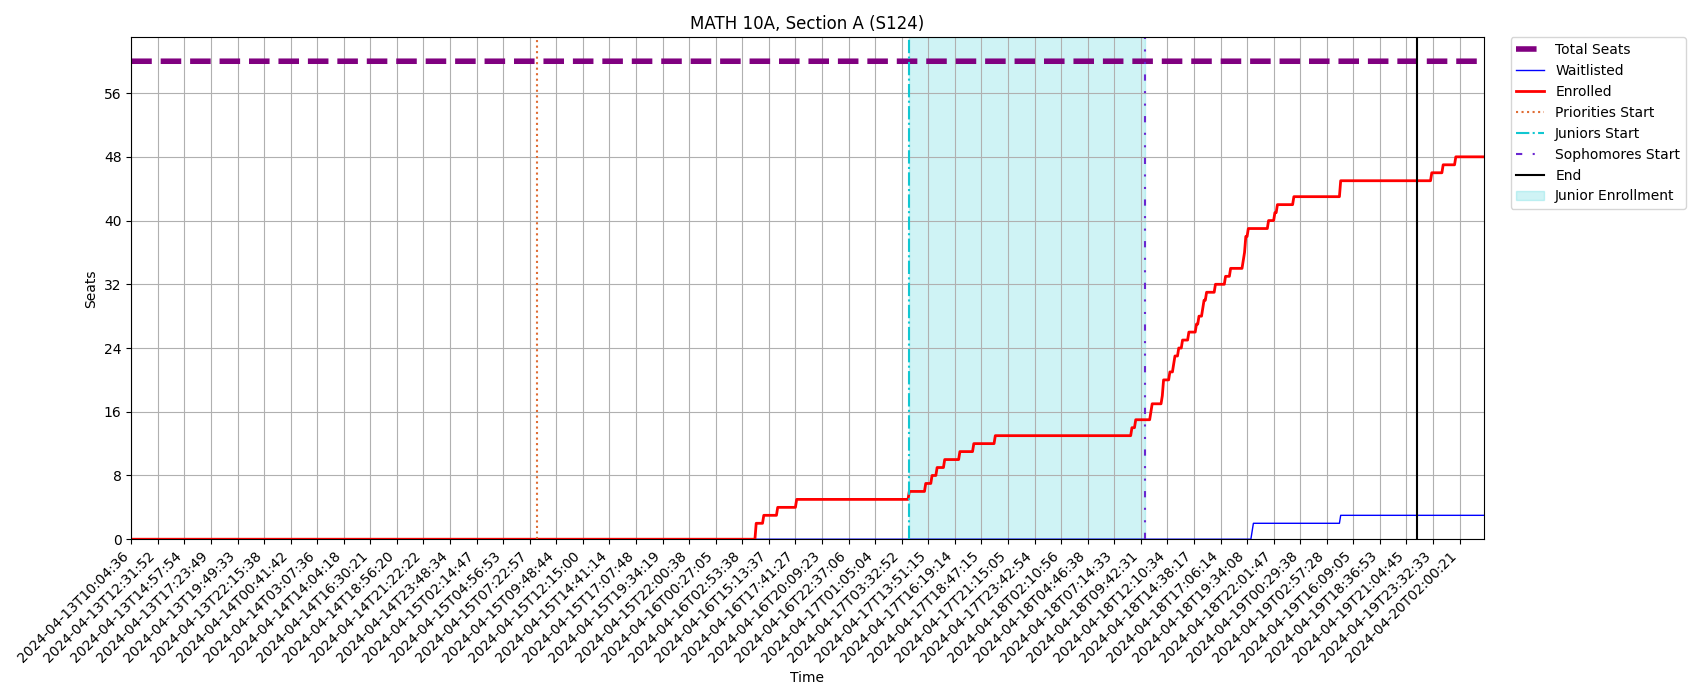 MATH 10A, Section A (S124)
Total Seats
Waitlisted
Enrolled
Priorities Start
Juniors Start
Sophomores Start
End
Junior Enrollment
Seats
56
48
40
32
24
16
8
0
2024-04-13T10:04:36
2024-04-13T12:31:52
2024-04-13T14:57:54
2024-04-13T17:23:49
2024-04-13T19:49:33
2024-04-13T22:15:38
2024-04-14T00:41:42
2024-04-14T03:07:36
2024-04-14T14:04:18
2024-04-14T16:30:21
2024-04-14T18:56:20
2024-04-14T21:22:22
2024-04-14T23:48:34
2024-04-15T02:14:47
2024-04-15T04:56:53
2024-04-15T07:22:57
2024-04-15T09:48:44
2024-04-15T12:15:00
2024-04-15T14:41:14
2024-04-15T17:07:48
2024-04-15T19:34:19
2024-04-15T22:00:38
2024-04-16T00:27:05
2024-04-16T02:53:38
2024-04-16T15:13:37
2024-04-16T17:41:27
2024-04-16T20:09:23
2024-04-16T22:37:06
2024-04-17T01:05:04
2024-04-17T03:32:52
2024-04-17T13:51:15
2024-04-17T16:19:14
2024-04-17T18:47:15
2024-04-17T21:15:05
2024-04-17T23:42:54
2024-04-18T02:10:56
2024-04-18T04:46:38
2024-04-18T07:14:33
2024-04-18T09:42:31
2024-04-18T12:10:34
2024-04-18T14:38:17
2024-04-18T17:06:14
2024-04-18T19:34:08
2024-04-18T22:01:47
2024-04-19T00:29:38
2024-04-19T02:57:28
2024-04-19T16:09:05
2024-04-19T18:36:53
2024-04-19T21:04:45
2024-04-19T23:32:33
2024-04-20T02:00:21
Time